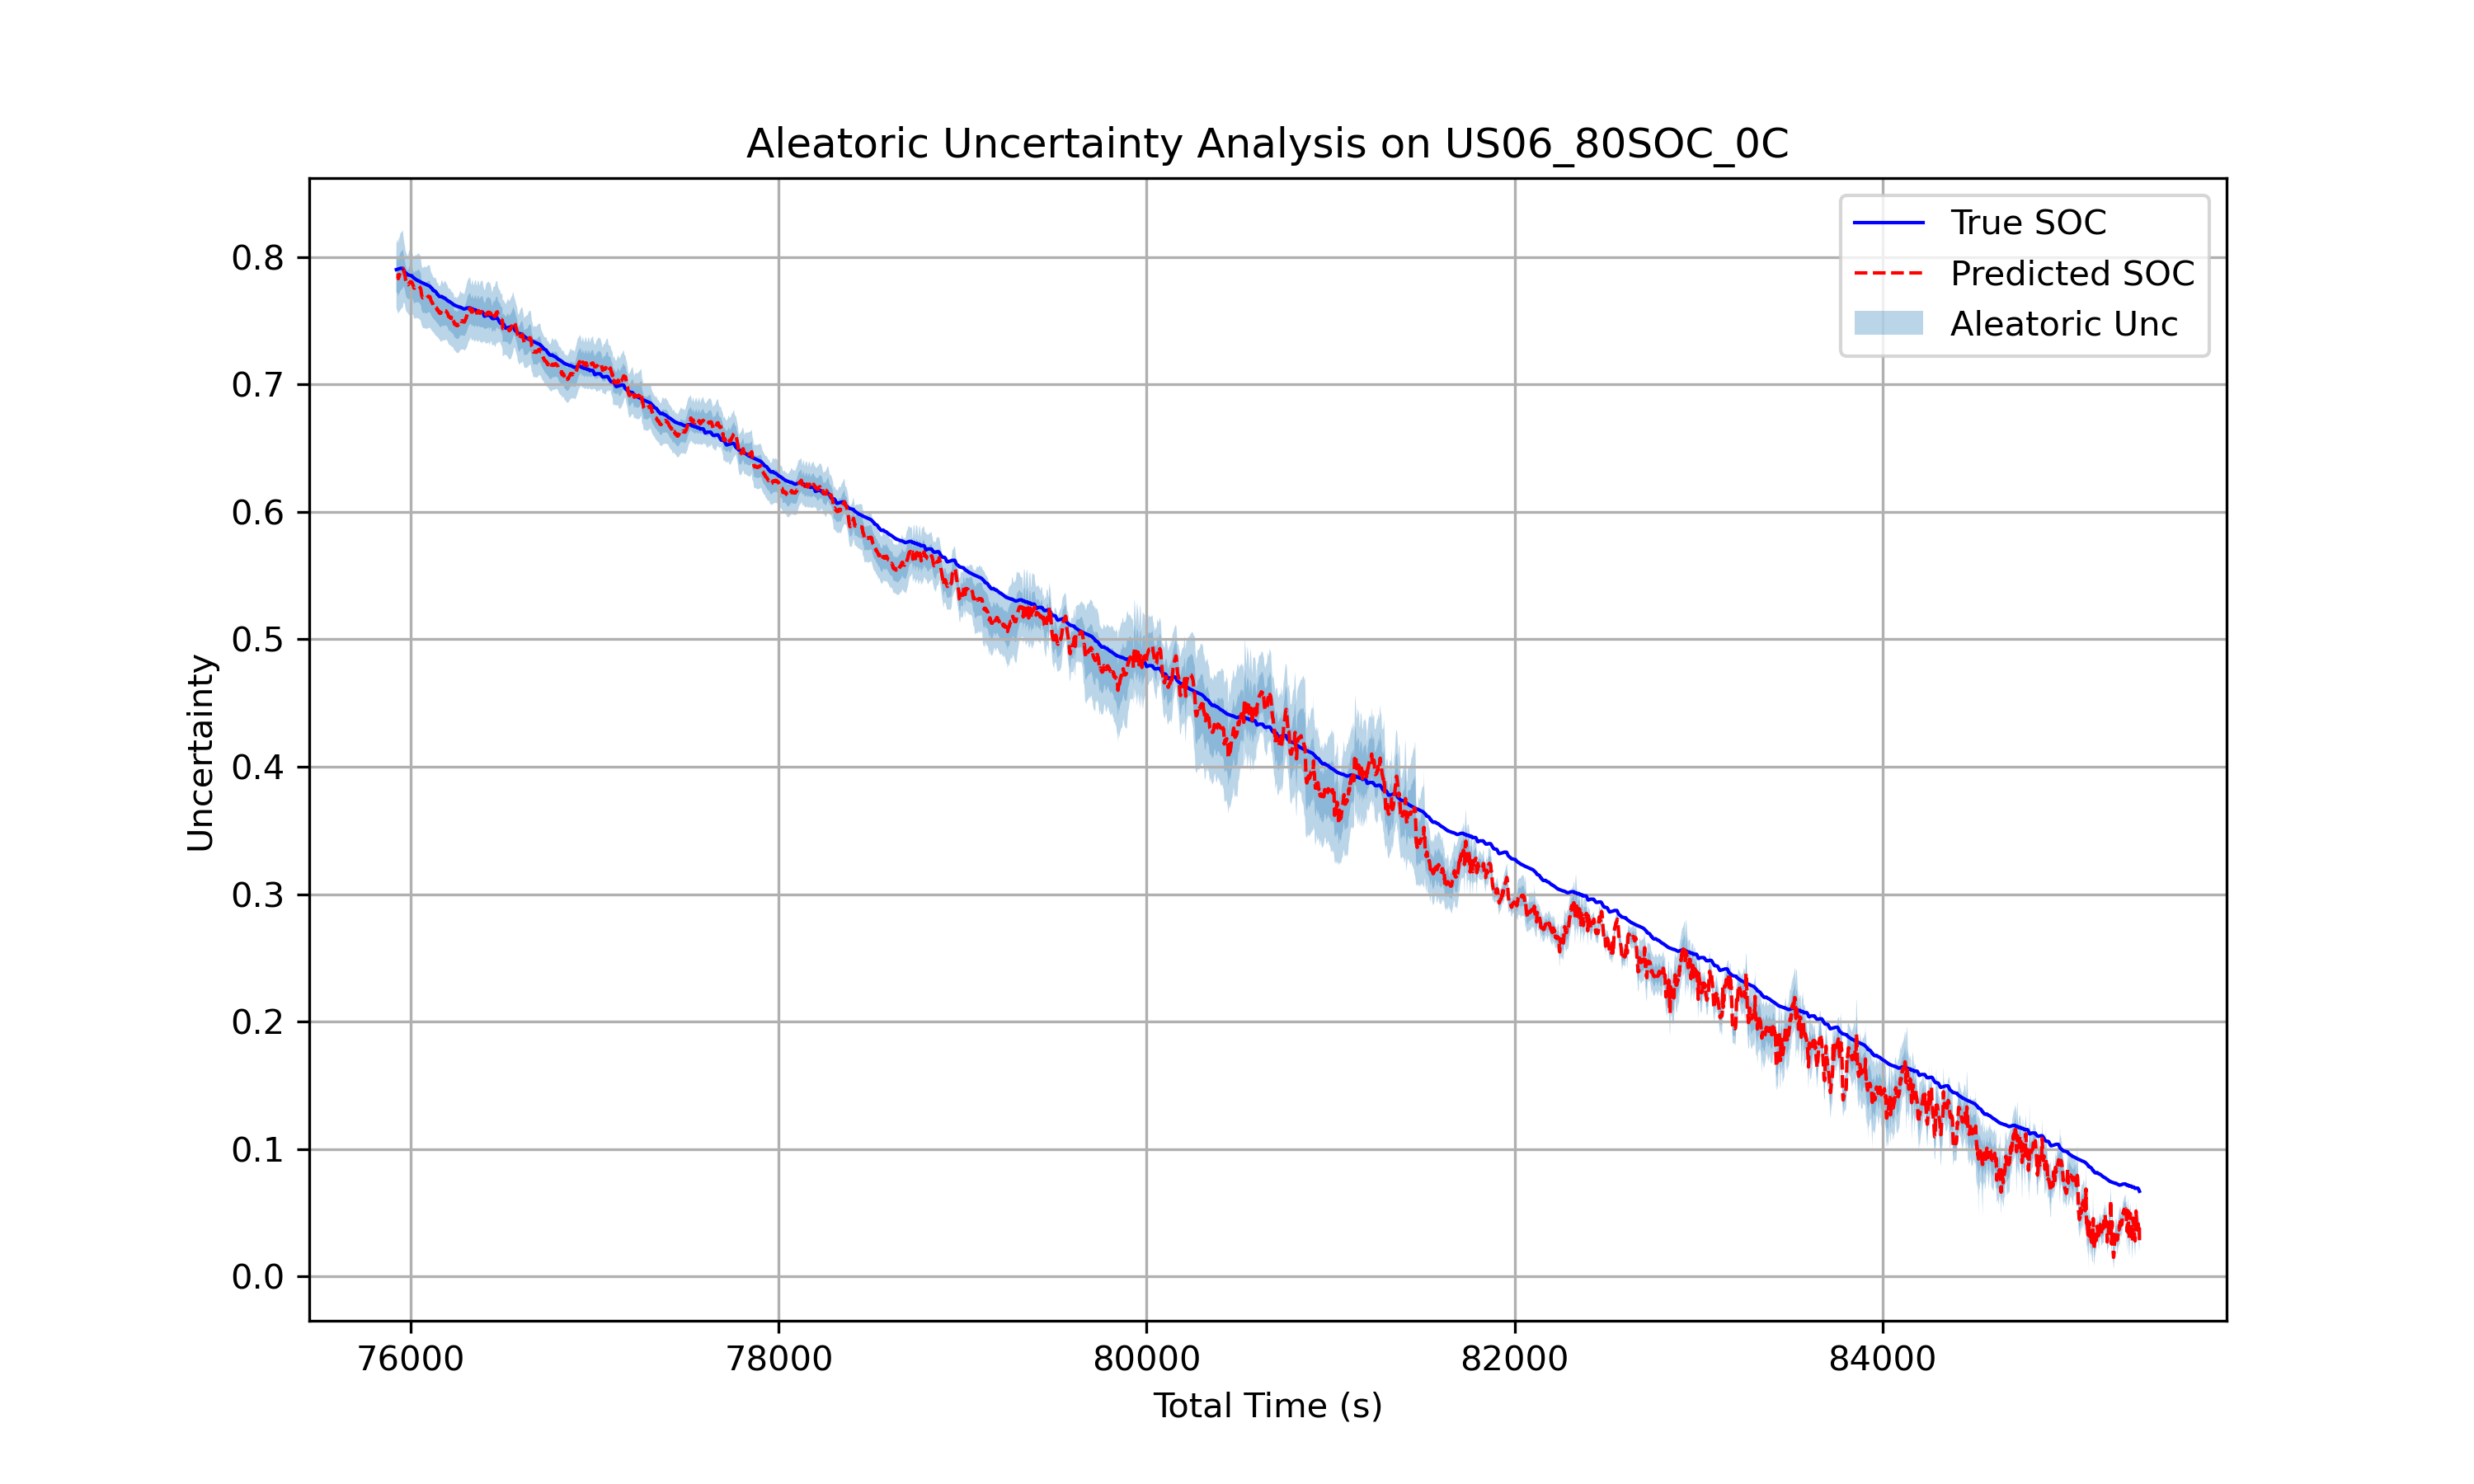 Aleatoric Uncertainty Analysis on US06_80SOC_0C
True SOC
Predicted SOC
Aleatoric Unc
Uncertainty
0.8
0.7
0.6
0.5
0.4
0.3
0.2
0.1
0.0
76000 78000 80000 82000 84000
Total Time (s)